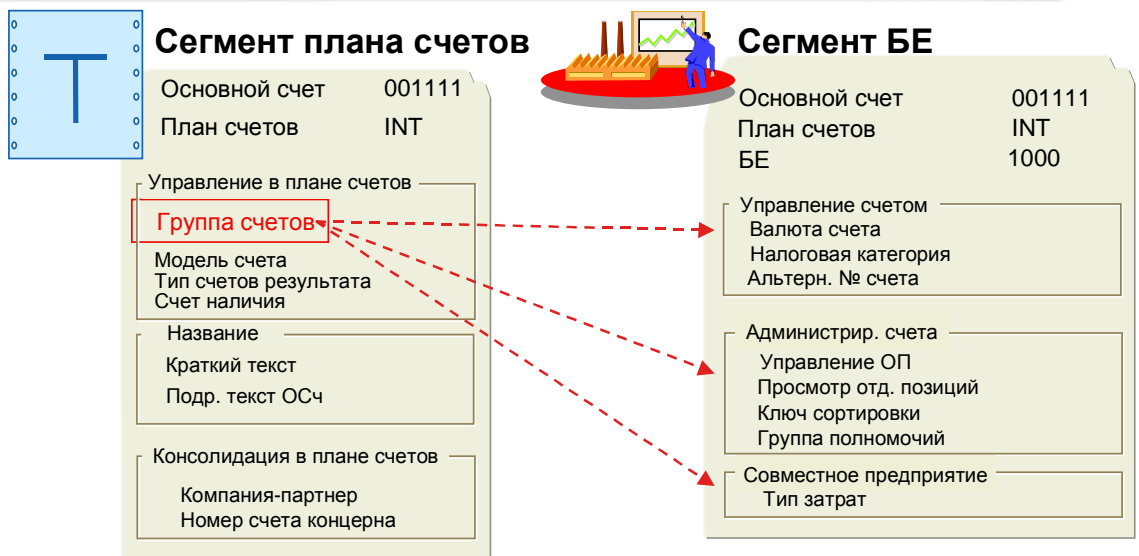 Сегмент плана счетов
Основной счет 001111
План счетов INT
Управление в плане счетов
Группа счетов
Модель счета
Тип счетов результата
Счет наличия
Название
Краткий текст
Подр. текст ОСч
Консолидация в плане счетов
Компания-партнер
Номер счета концерна
Сегмент БЕ
Основной счет 001111
План счетов INT
БЕ 1000
Управление счетом
Валюта счета
Налоговая категория
Альтерн. № счета
Администрир. счета
Управление ОП
Просмотр отд. позиций
Ключ сортировки
Группа полномочий
Совместное предприятие
Тип затрат